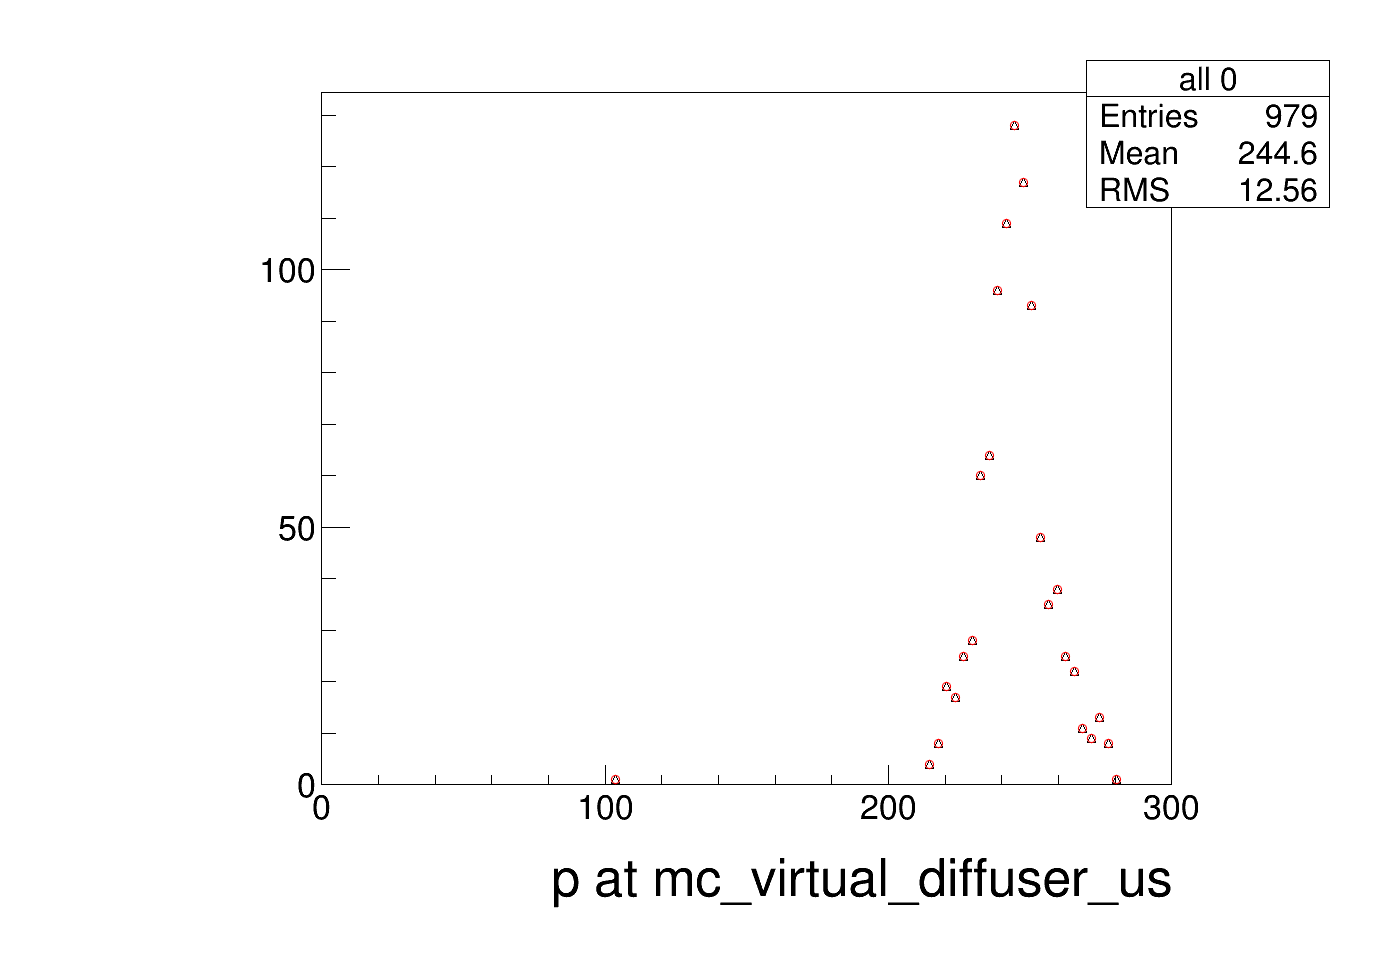 all 0
Entries 979
Mean 244.6
RMS 12.56
100
50
0
0 100 200 300
p at mc_virtual_diffuser_us